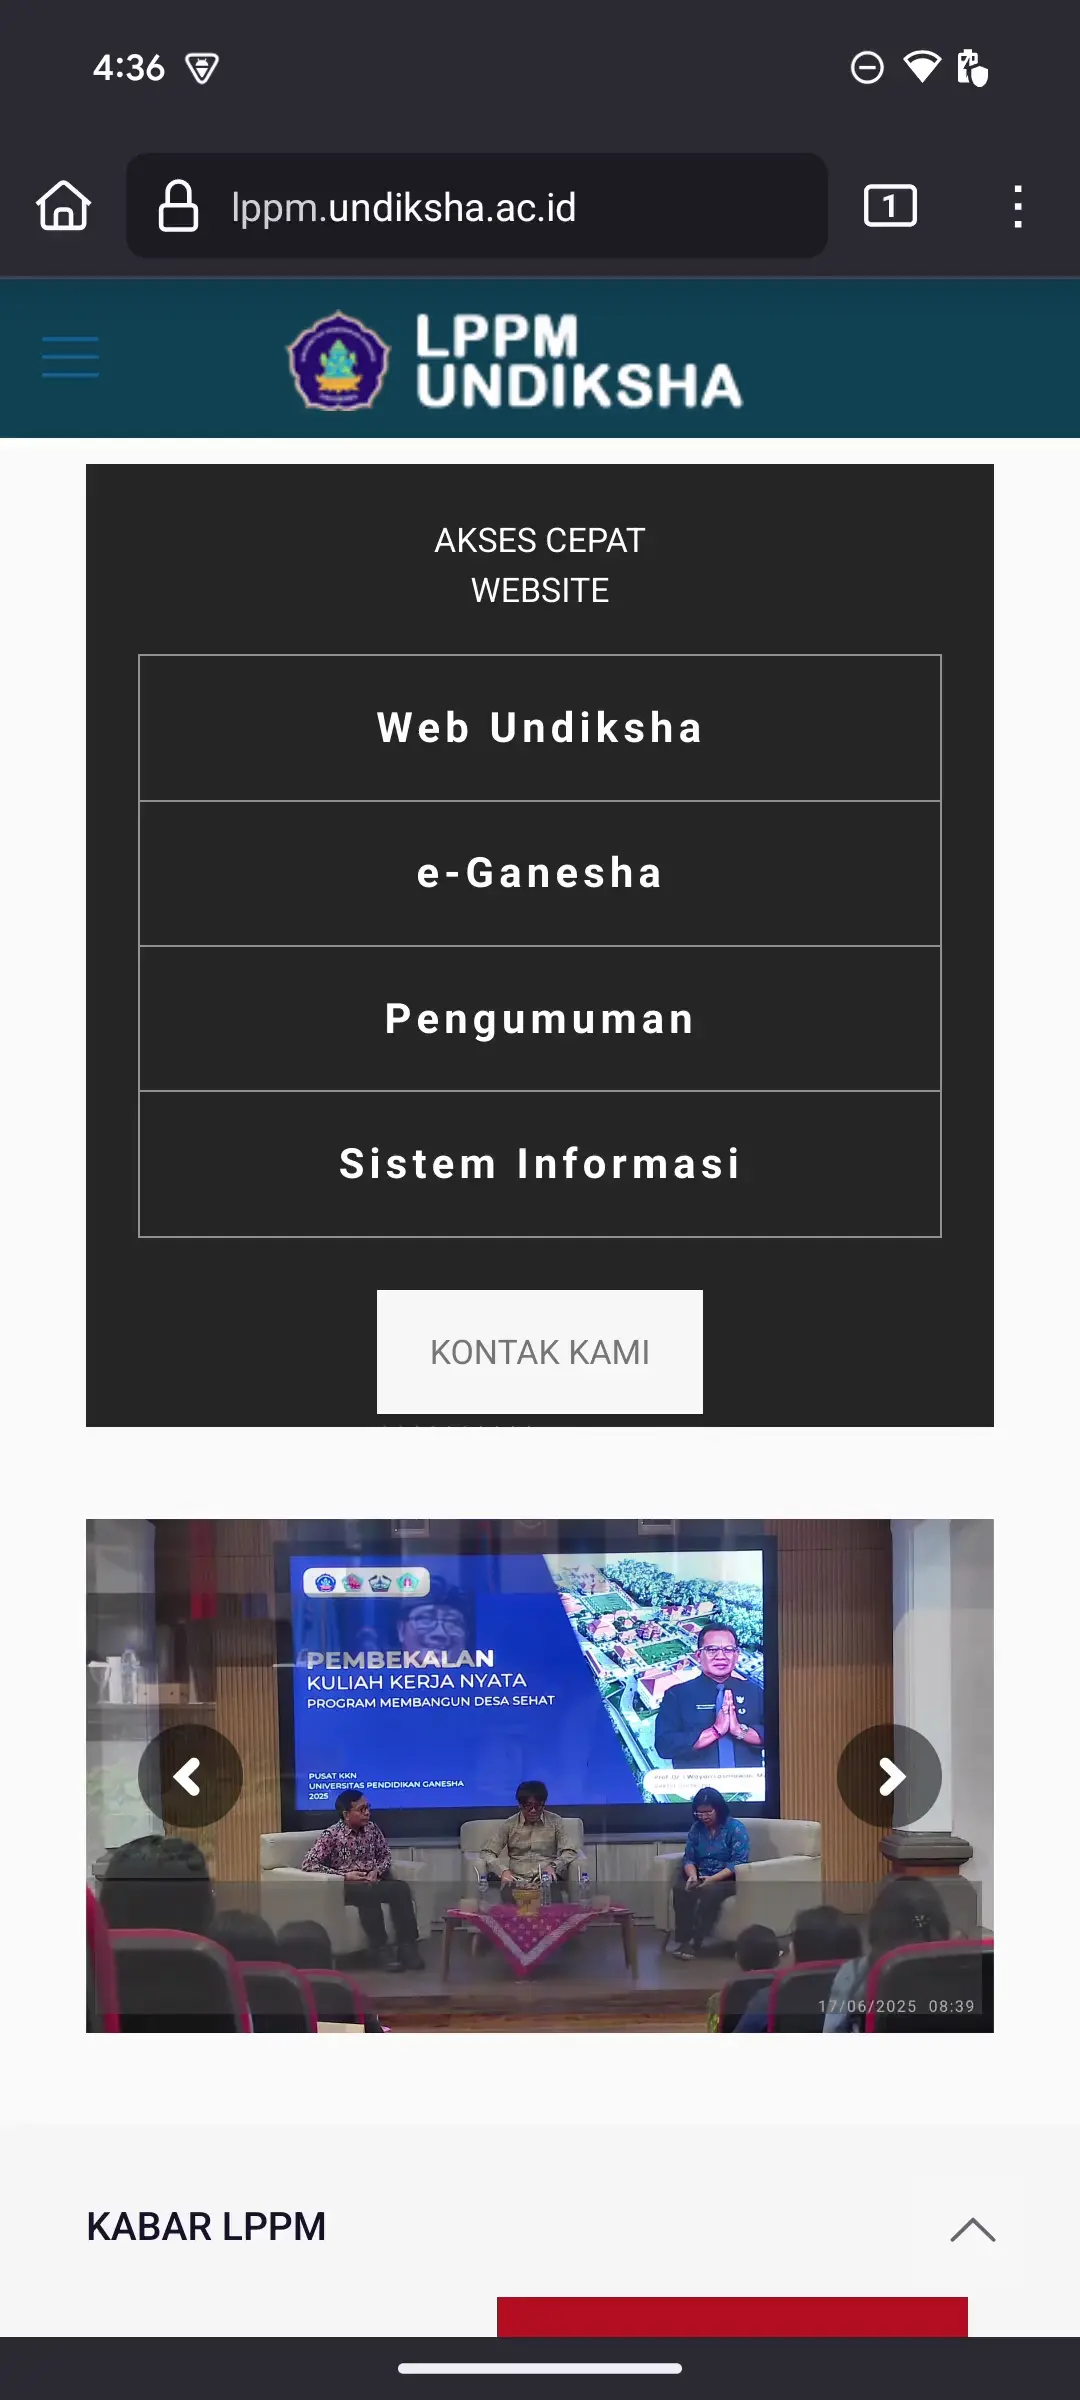 4:36
lppm.undiksha.ac.id
1
LPPM
UNDIKSHA
AKSES CEPAT
WEBSITE
Web Undiksha
e-Ganesha
Pengumuman
Sistem Informasi
KONTAK KAMI
PEMBEKALAN
KULIAH KERJA NYATA
PROGRAM MEMBANGUN DESA SEHAT
PUSAT KKN
UNIVERSITAS PENDIDIKAN GANESHA
2025
17/06/2025 08:39
KABAR LPPM